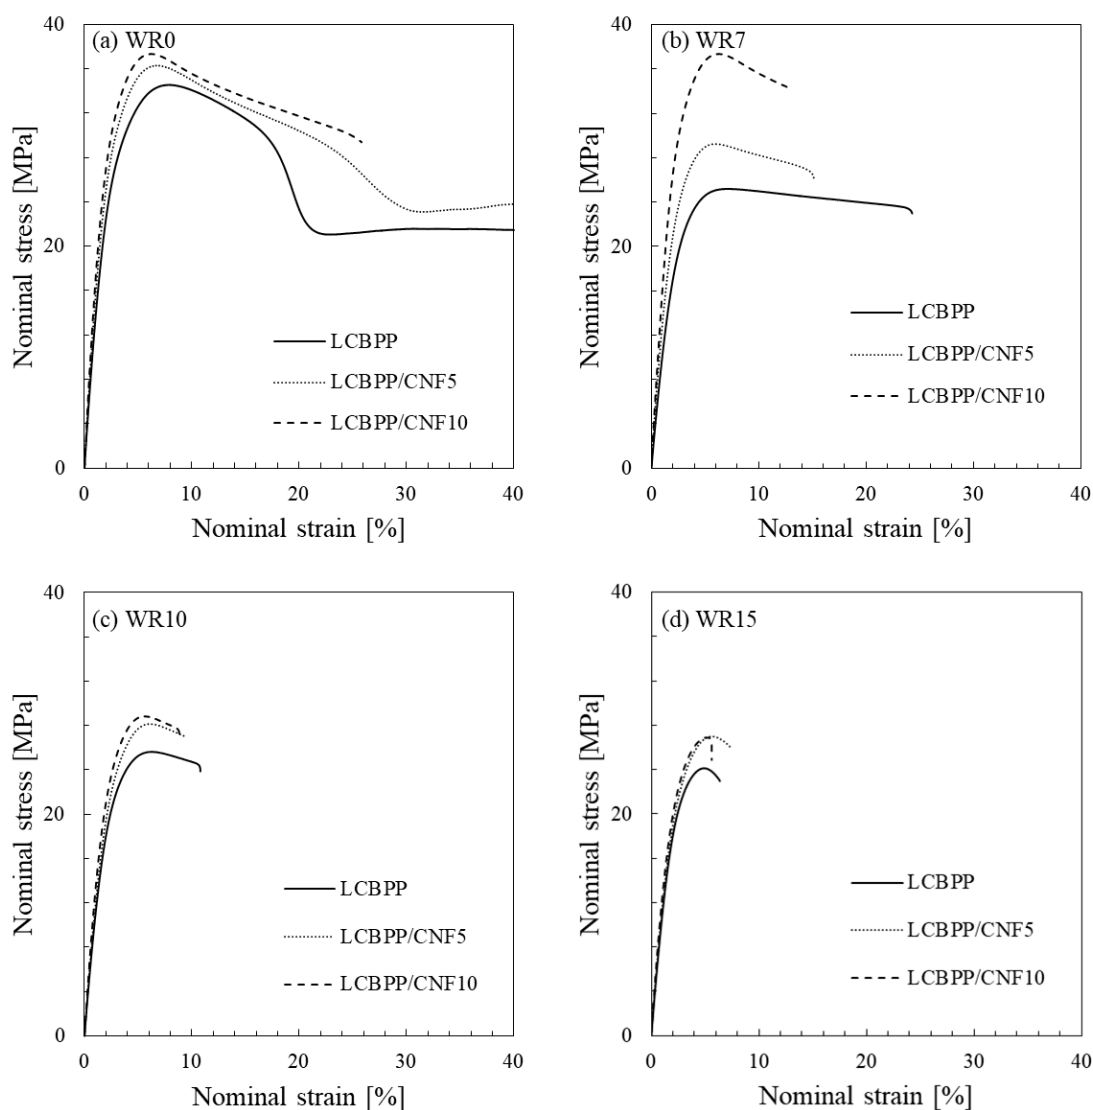 (a) WR0
Nominal stress [MPa]
40
20
0
LCBPP
LCBPP/CNF5
LCBPP/CNF10
0 10 20 30 40
Nominal strain [%]
(b) WR7
Nominal stress [MPa]
40
20
0
LCBPP
LCBPP/CNF5
LCBPP/CNF10
0 10 20 30 40
Nominal strain [%]
(c) WR10
Nominal stress [MPa]
40
20
0
LCBPP
LCBPP/CNF5
LCBPP/CNF10
0 10 20 30 40
Nominal strain [%]
(d) WR15
Nominal stress [MPa]
40
20
0
LCBPP
LCBPP/CNF5
LCBPP/CNF10
0 10 20 30 40
Nominal strain [%]